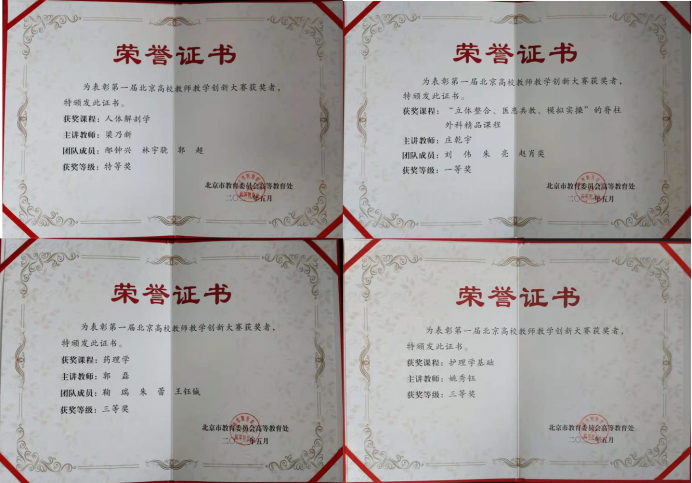 荣誉证书
为表彰第一届北京高校教师教学创新大赛获奖者，
特颁发此证书。
获奖课程：人体解剖学
主讲教师：梁乃新
团队成员：邴钟兴 林宇骁 郭 超
获奖等级：特等奖
北京市教育委员会高等教育处
二〇 年五月
荣誉证书
为表彰第一届北京高校教师教学创新大赛获奖者，
特颁发此证书。
获奖课程：“立体整合、医患共教、模拟实操”的脊柱
外科精品课程
主讲教师：庄乾宇
团队成员：刘 伟 朱 亮 赵肖奕
获奖等级：一等奖
北京市教育委员会高等教育处
二〇 年五月
荣誉证书
为表彰第一届北京高校教师教学创新大赛获奖者，
特颁发此证书。
获奖课程：药理学
主讲教师：郭 磊
团队成员：鞠 瑞 朱 蕾 王钰铖
获奖等级：三等奖
北京市教育委员会高等教育处
二〇 年五月
荣誉证书
为表彰第一届北京高校教师教学创新大赛获奖者，
特颁发此证书。
获奖课程：护理学基础
主讲教师：姚秀钰
获奖等级：三等奖
北京市教育委员会高等教育处
二〇 年五月